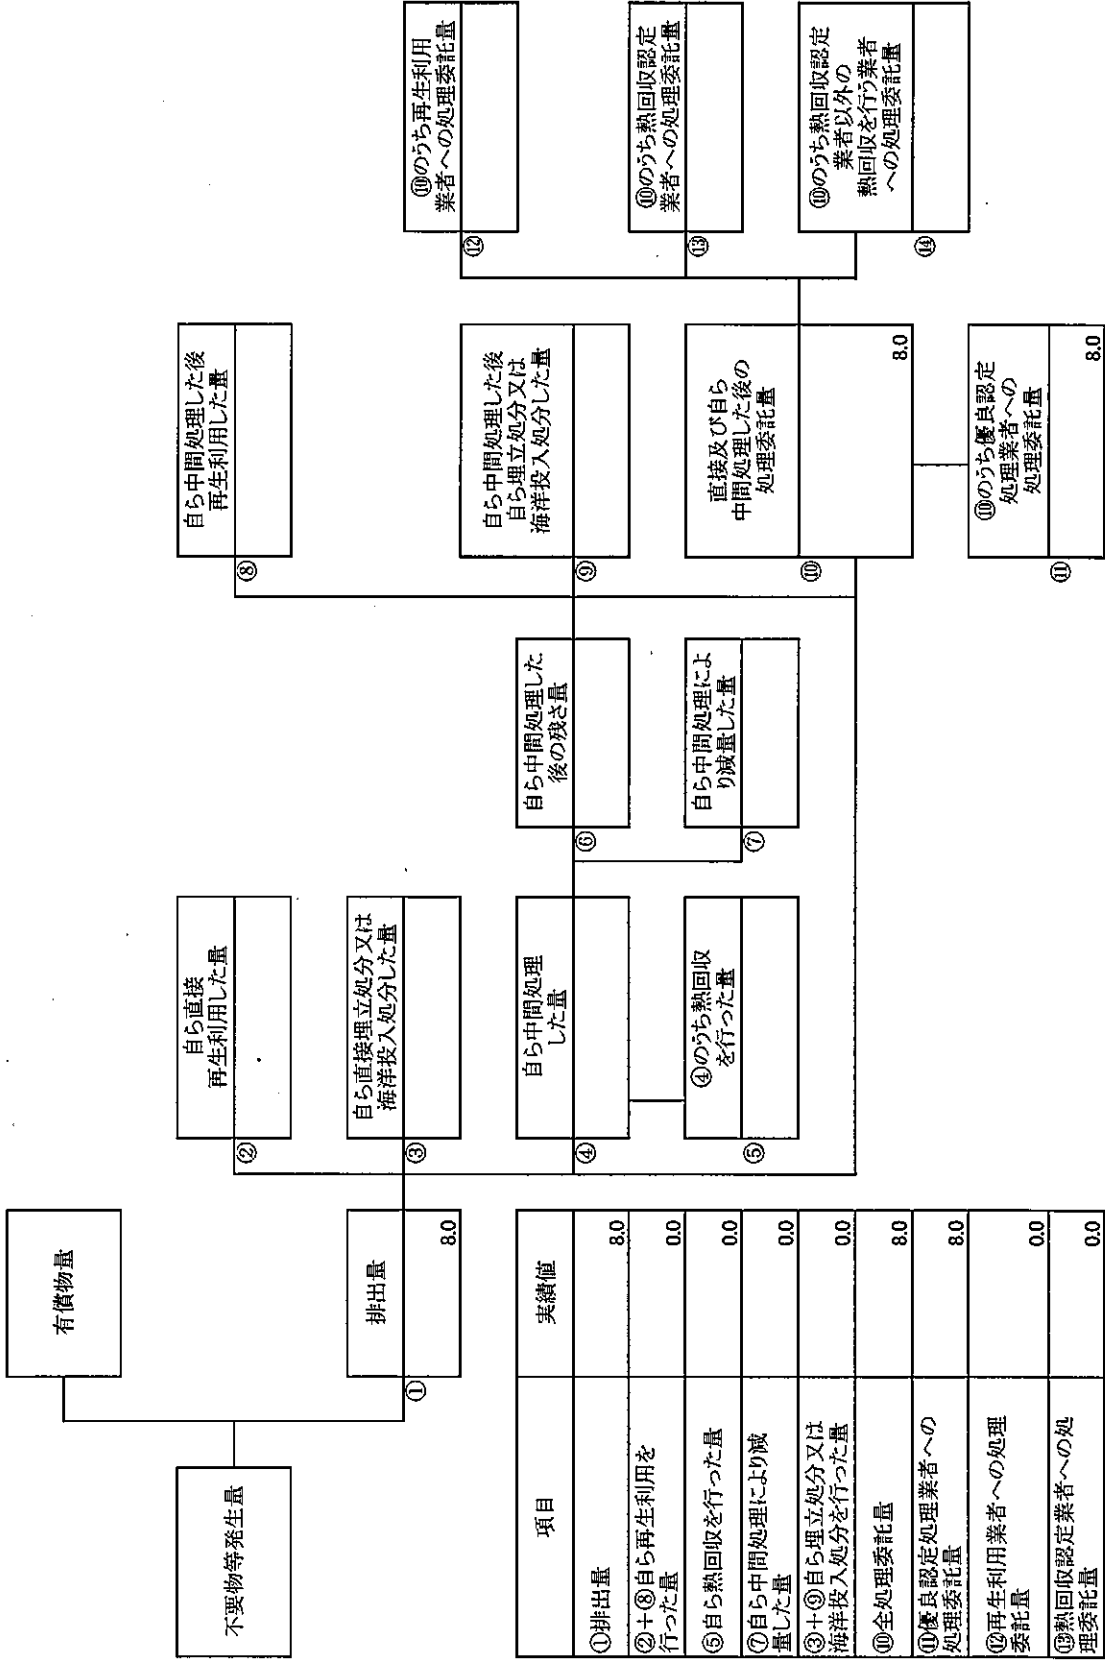 不要物等発生量
有償物量
①
排出量
8.0
②
自ら直接
再生利用した量
③
自ら直接埋立処分又は
海洋投入処分した量
④
自ら中間処理
した量
⑤
④のうち熱回収
を行った量
⑥
自ら中間処理した
後の残さ量
⑦
自ら中間処理によ
り減量した量
⑧
自ら中間処理した後
再生利用した量
⑨
自ら中間処理した後
自ら埋立処分又は
海洋投入処分した量
⑩
直接及び自ら
中間処理した後の
処理委託量
8.0
⑪
⑩のうち優良認定
処理業者への
処理委託量
8.0
⑫
⑩のうち再生利用
業者への処理委託量
⑬
⑩のうち熱回収認定
業者への処理委託量
⑭
⑩のうち熱回収認定
業者以外の
熱回収を行う業者
への処理委託量
項目 実績値
①排出量 8.0
②+⑧自ら再生利用を
行った量 0.0
⑤自ら熱回収を行った量 0.0
⑦自ら中間処理により減
量した量 0.0
③+⑨自ら埋立処分又は
海洋投入処分を行った量 0.0
⑩全処理委託量 8.0
⑪優良認定処理業者への
処理委託量 8.0
⑫再生利用業者への処理
委託量 0.0
⑬熱回収認定業者への処
理委託量 0.0